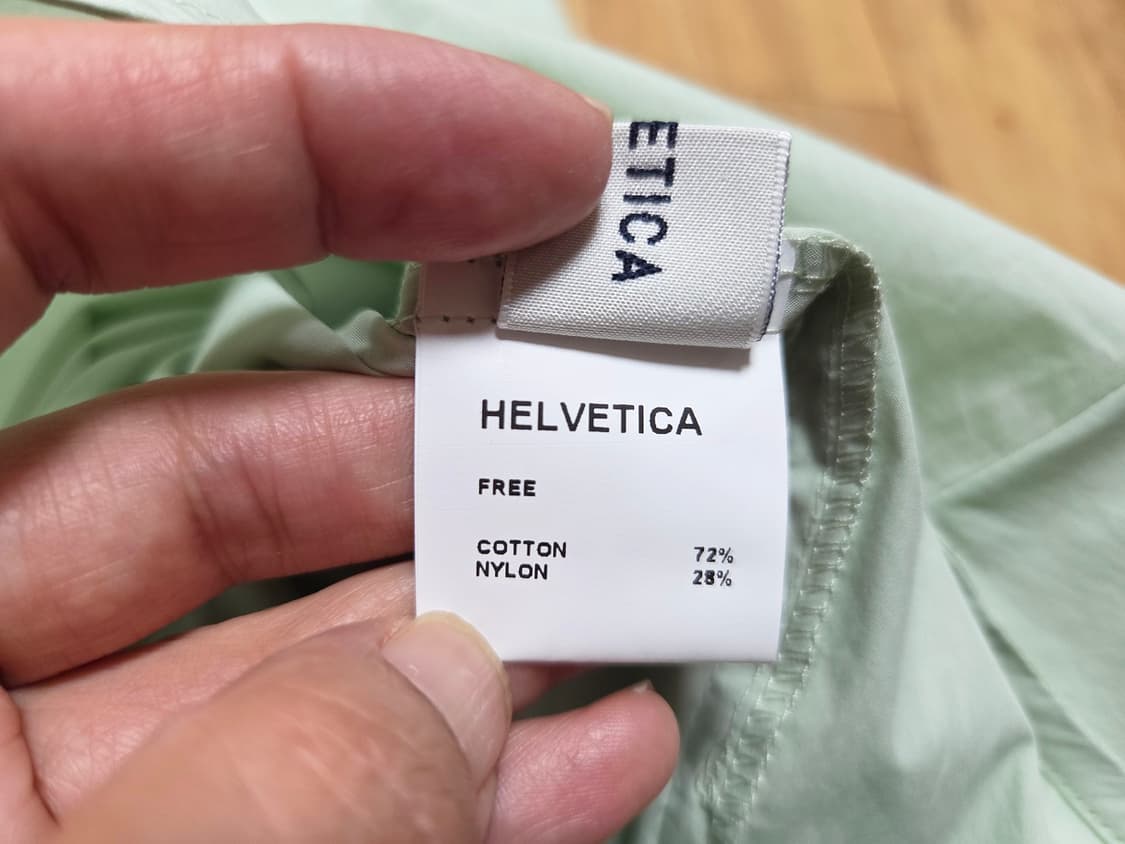 ETICA
HELVETICA
FREE
COTTON 72%
NYLON 28%